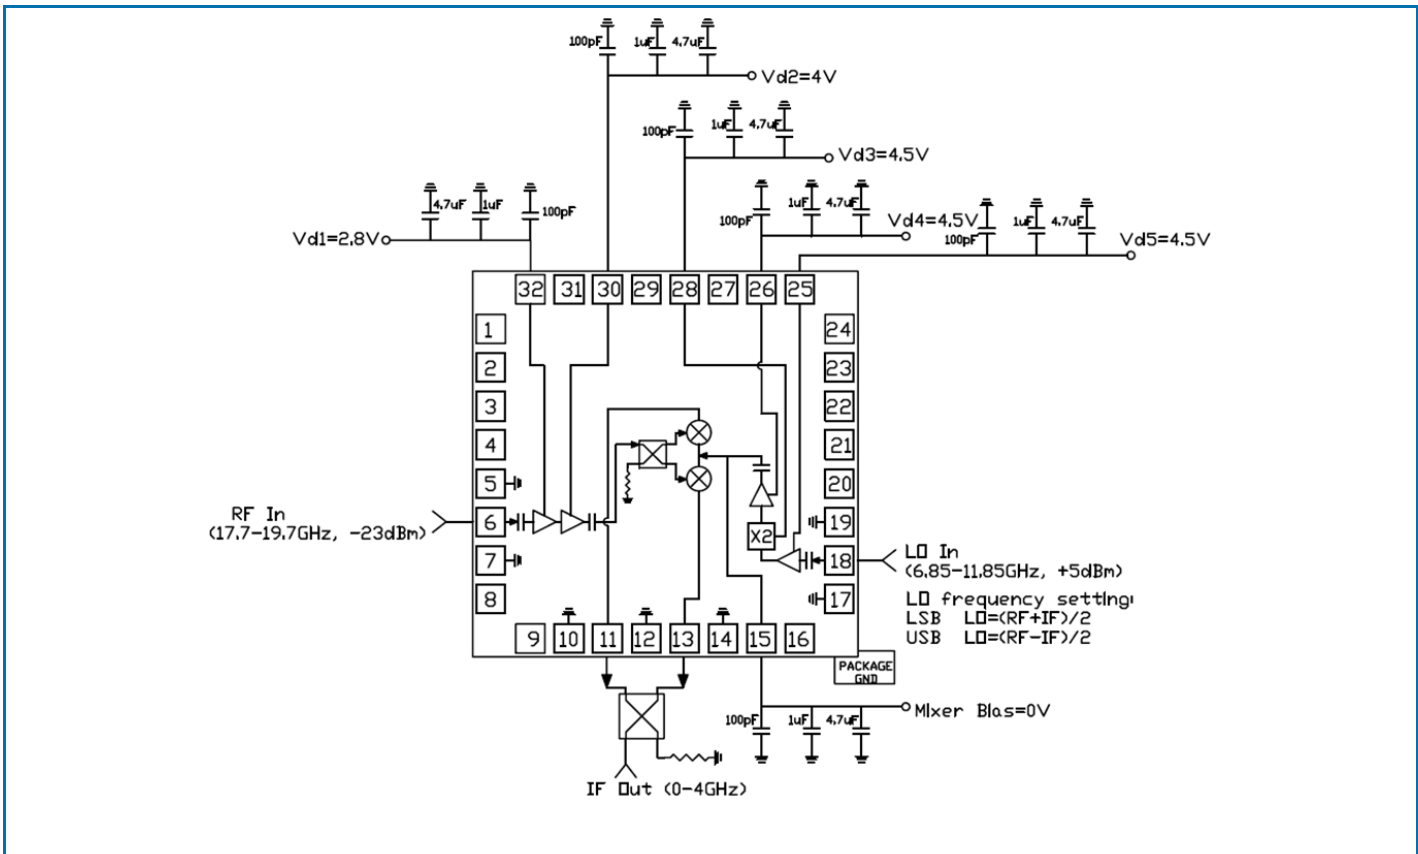 100pF 1uF 4.7uF
Vd2=4V
100pF 1uF 4.7uF
Vd3=4.5V
4.7uF 1uF 100pF
Vd1=2.8V
100pF 1uF 4.7uF
Vd4=4.5V
100pF 1uF 4.7uF
Vd5=4.5V
32 31 30 29 28 27 26 25
1
2
3
4
5
6
7
8
24
23
22
21
20
19
18
17
X2
RF In
(17.7-19.7GHz, -23dBm)
LO In
(6.85-11.85GHz, +5dBm)
LO frequency setting:
LSB LO=(RF+IF)/2
USB LO=(RF-IF)/2
9 10 11 12 13 14 15 16
PACKAGE
GND
Mixer Bias=0V
100pF 1uF 4.7uF
IF Out (0-4GHz)